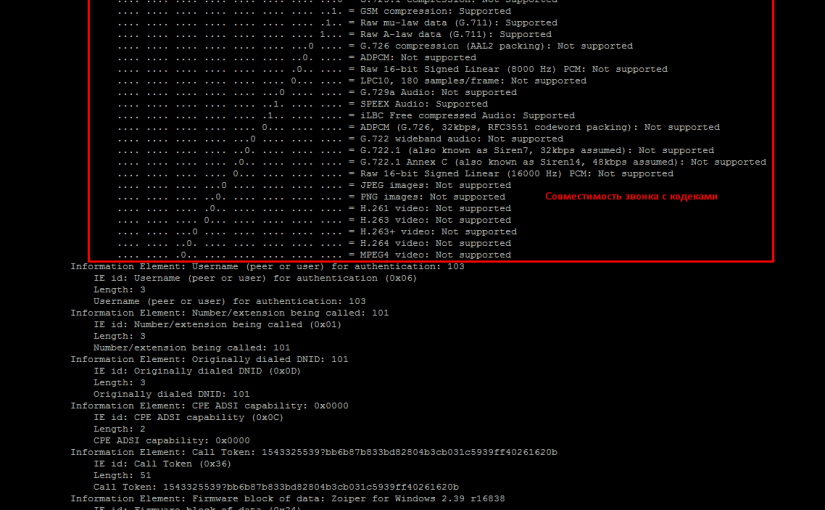 .... .... .... .... .... .... ..1. = GSM compression: Supported
.... .... .... .... .... .... .1.. = Raw mu-law data (G.711): Supported
.... .... .... .... .... .... 1... = Raw A-law data (G.711): Supported
.... .... .... .... .... ...0 .... = G.726 compression (AAL2 packing): Not supported
.... .... .... .... .... ..0. .... = ADPCM: Not supported
.... .... .... .... .... .0.. .... = Raw 16-bit Signed Linear (8000 Hz) PCM: Not supported
.... .... .... .... .... 0... .... = LPC10, 180 samples/frame: Not supported
.... .... .... .... ...0 .... .... = G.729a Audio: Not supported
.... .... .... .... ..1. .... .... = SPEEX Audio: Supported
.... .... .... .... .1.. .... .... = iLBC Free compressed Audio: Supported
.... .... .... .... 0... .... .... = ADPCM (G.726, 32kbps, RFC3551 codeword packing): Not supported
.... .... .... ...0 .... .... .... = G.722 wideband audio: Not supported
.... .... .... ..0. .... .... .... = G.722.1 (also known as Siren7, 32kbps assumed): Not supported
.... .... .... .0.. .... .... .... = G.722.1 Annex C (also known as Siren14, 48kbps assumed): Not supported
.... .... .... 0... .... .... .... = Raw 16-bit Signed Linear (16000 Hz) PCM: Not supported
.... .... ...0 .... .... .... .... = JPEG images: Not supported
.... .... ..0. .... .... .... .... = PNG images: Not supported
Совместимость звонка с кодеками
.... .... .0.. .... .... .... .... = H.261 video: Not supported
.... .... 0... .... .... .... .... = H.263 video: Not supported
.... ...0 .... .... .... .... .... = H.263+ video: Not supported
.... ..0. .... .... .... .... .... = H.264 video: Not supported
.... .0.. .... .... .... .... .... = MPEG4 video: Not supported
Information Element: Username (peer or user) for authentication: 103
IE id: Username (peer or user) for authentication (0x06)
Length: 3
Username (peer or user) for authentication: 103
Information Element: Number/extension being called: 101
IE id: Number/extension being called (0x01)
Length: 3
Number/extension being called: 101
Information Element: Originally dialed DNID: 101
IE id: Originally dialed DNID (0x0D)
Length: 3
Originally dialed DNID: 101
Information Element: CPE ADSI capability: 0x0000
IE id: CPE ADSI capability (0x0C)
Length: 2
CPE ADSI capability: 0x0000
Information Element: Call Token: 1543325539?bb6b87b833bd82804b3cb031c5939ff40261620b
IE id: Call Token (0x36)
Length: 51
Call Token: 1543325539?bb6b87b833bd82804b3cb031c5939ff40261620b
Information Element: Firmware block of data: Zoiper for Windows 2.39 r16838